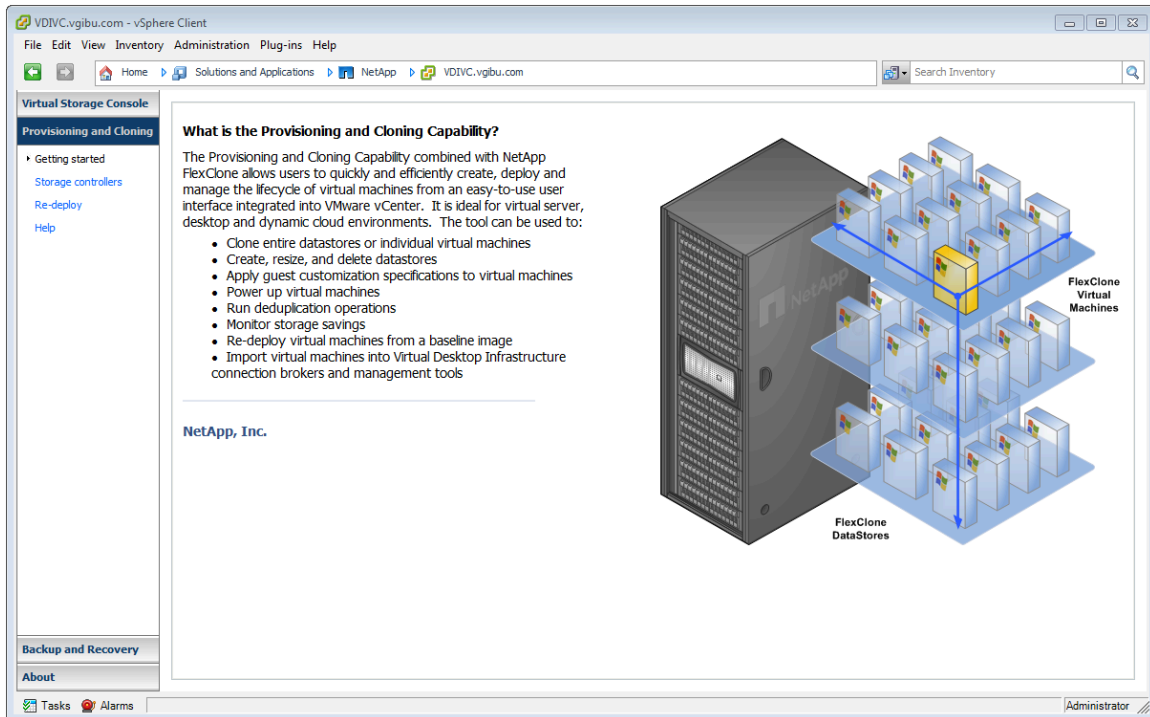 VDIVC.vgibu.com - vSphere Client
File Edit View Inventory Administration Plug-ins Help
Home Solutions and Applications NetApp VDIVC.vgibu.com
Search Inventory
Virtual Storage Console
Provisioning and Cloning
Getting started
Storage controllers
Re-deploy
Help
Backup and Recovery
About
What is the Provisioning and Cloning Capability?
The Provisioning and Cloning Capability combined with NetApp
FlexClone allows users to quickly and efficiently create, deploy and
manage the lifecycle of virtual machines from an easy-to-use user
interface integrated into VMware vCenter. It is ideal for virtual server,
desktop and dynamic cloud environments. The tool can be used to:
• Clone entire datastores or individual virtual machines
• Create, resize, and delete datastores
• Apply guest customization specifications to virtual machines
• Power up virtual machines
• Run deduplication operations
• Monitor storage savings
• Re-deploy virtual machines from a baseline image
• Import virtual machines into Virtual Desktop Infrastructure
connection brokers and management tools
NetApp, Inc.
NetApp
FlexClone
Virtual
Machines
FlexClone
DataStores
Tasks Alarms
Administrator